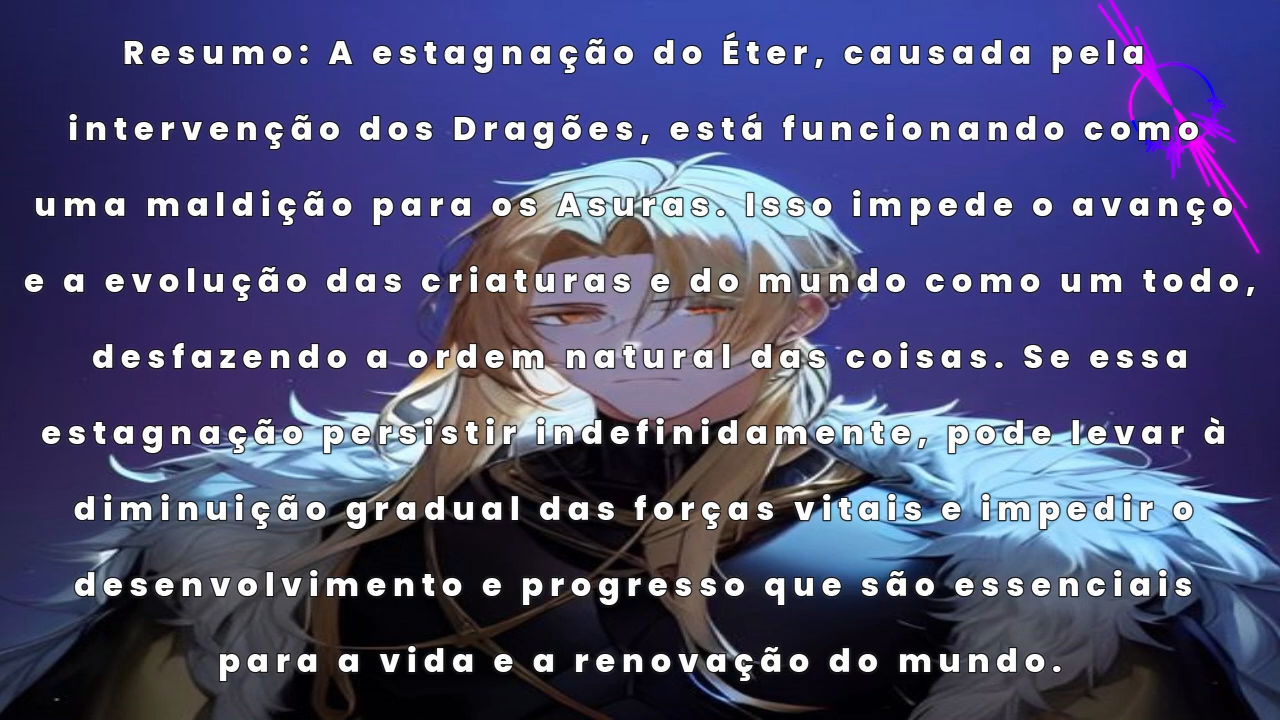 Resumo: A estagnação do Éter, causada pela
intervenção dos Dragões, está funcionando como
uma maldição para os Asuras. Isso impede o avanço
e a evolução das criaturas e do mundo como um todo,
desfazendo a ordem natural das coisas. Se essa
estagnação persistir indefinidamente, pode levar à
diminuição gradual das forças vitais e impedir o
desenvolvimento e progresso que são essenciais
para a vida e a renovação do mundo.